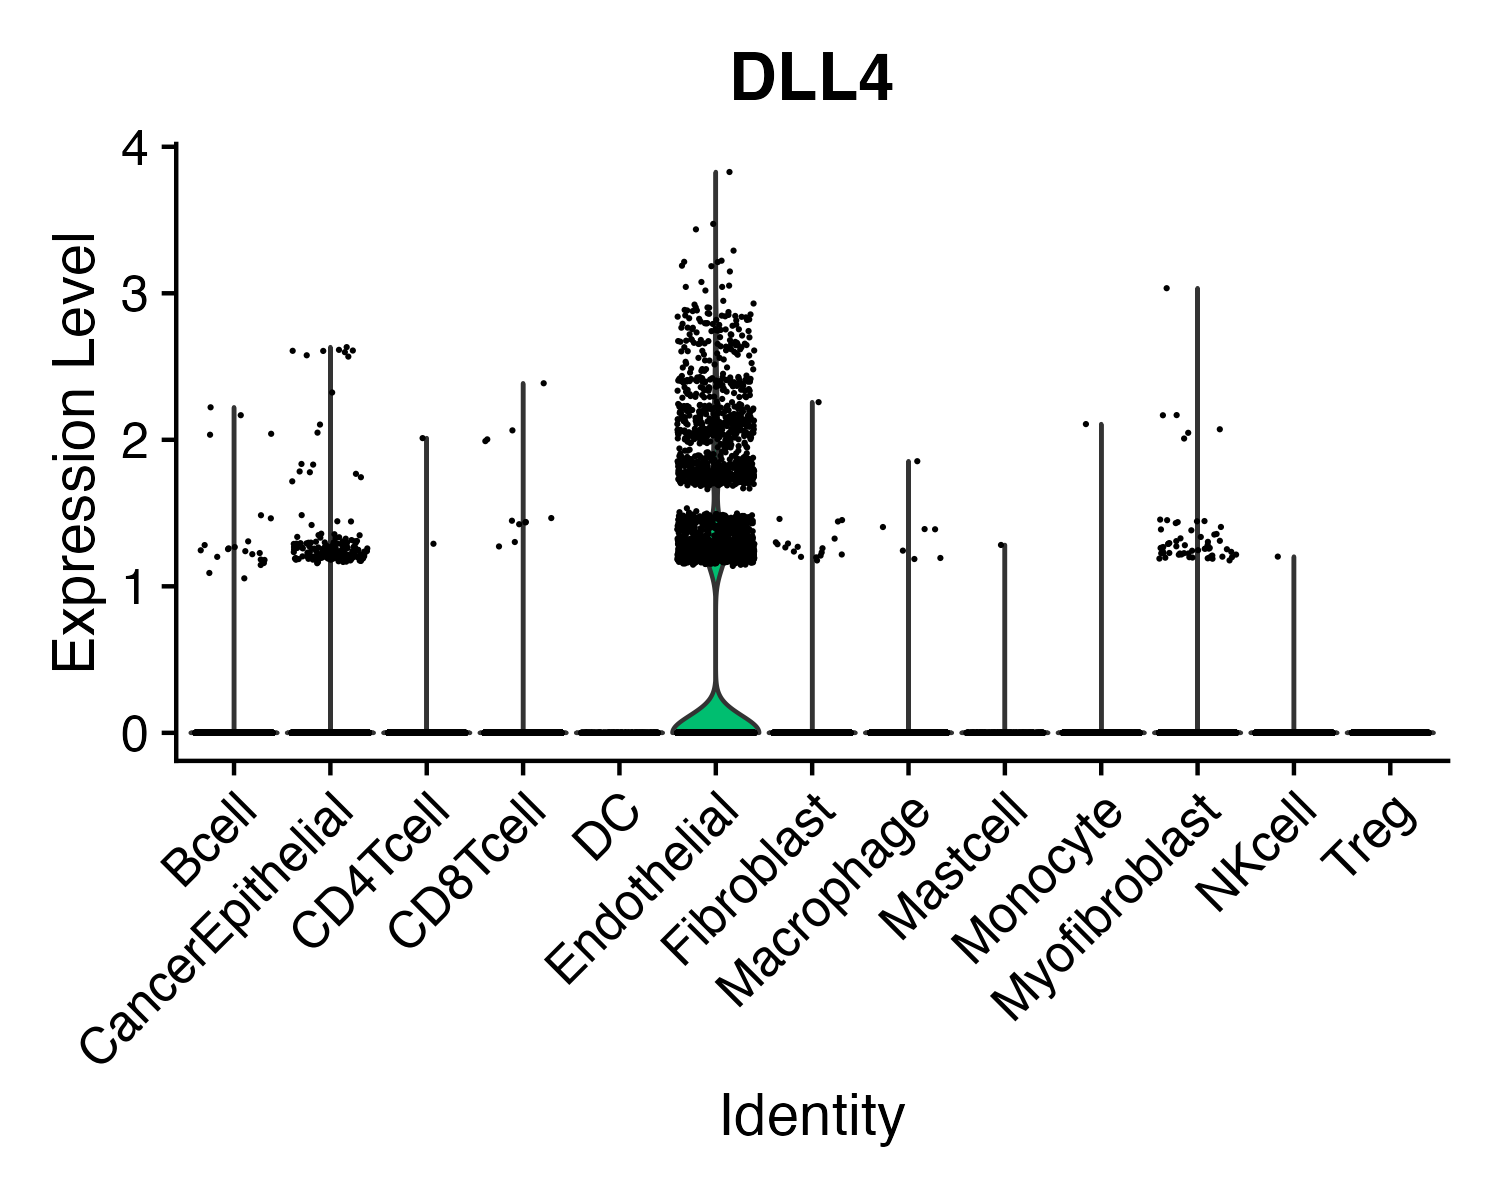 DLL4
Expression Level
4
3
2
1
0
Bcell
CancerEpithelial
CD4Tcell
CD8Tcell
DC
Endothelial
Fibroblast
Macrophage
Mastcell
Monocyte
Myofibroblast
NKcell
Treg
Identity